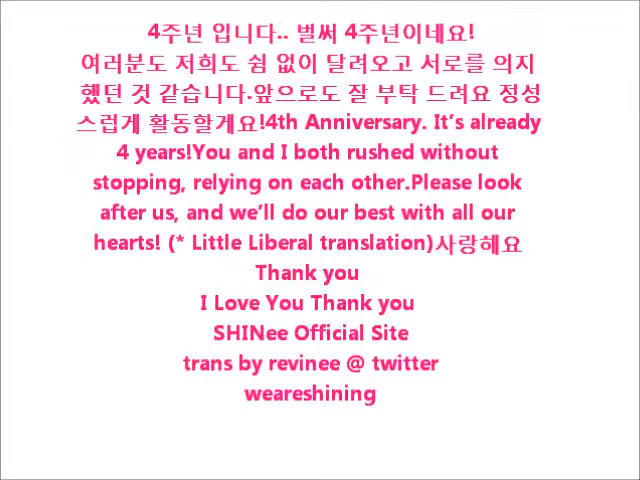 4주년 입니다.. 벌써 4주년이네요!
여러분도 저희도 쉼 없이 달려오고 서로를 의지
했던 것 같습니다.앞으로도 잘 부탁 드려요 정성
스럽게 활동할게요!4th Anniversary. It's already
4 years!You and I both rushed without
stopping, relying on each other.Please look
after us, and we'll do our best with all our
hearts! (* Little Liberal translation)사랑해요
Thank you
I Love You Thank you
SHINee Official Site
trans by revinee @ twitter
weareshining